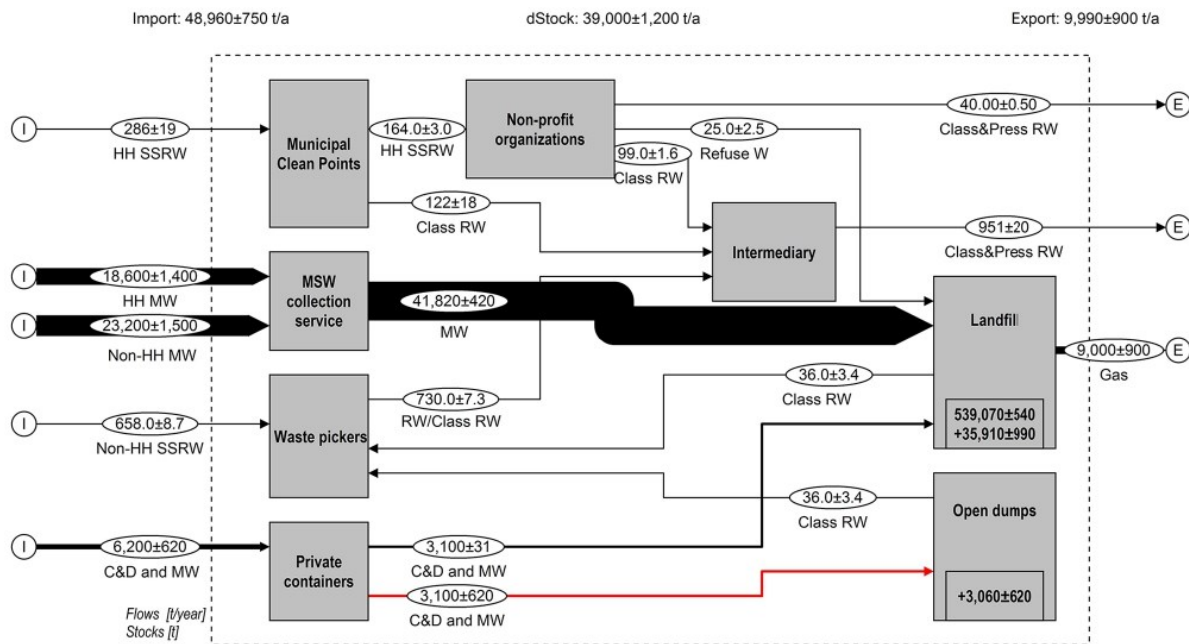 Import: 48,960±750 t/a
dStock: 39,000±1,200 t/a
Export: 9,990±900 t/a
I
286±19
HH SSRW
Municipal
Clean Points
164.0±3.0
HH SSRW
Non-profit
organizations
40.00±0.50
Class&Press RW
E
25.0±2.5
Refuse W
99.0±1.6
Class RW
122±18
Class RW
Intermediary
951±20
Class&Press RW
E
I
18,600±1,400
HH MW
I
23,200±1,500
Non-HH MW
MSW
collection
service
41,820±420
MW
Landfill
9,000±900
Gas
E
539,070±540
+35,910±990
36.0±3.4
Class RW
I
658.0±8.7
Non-HH SSRW
Waste pickers
730.0±7.3
RW/Class RW
36.0±3.4
Class RW
Open dumps
+3,060±620
I
6,200±620
C&D and MW
Private
containers
3,100±31
C&D and MW
3,100±620
C&D and MW
Flows [t/year]
Stocks [t]